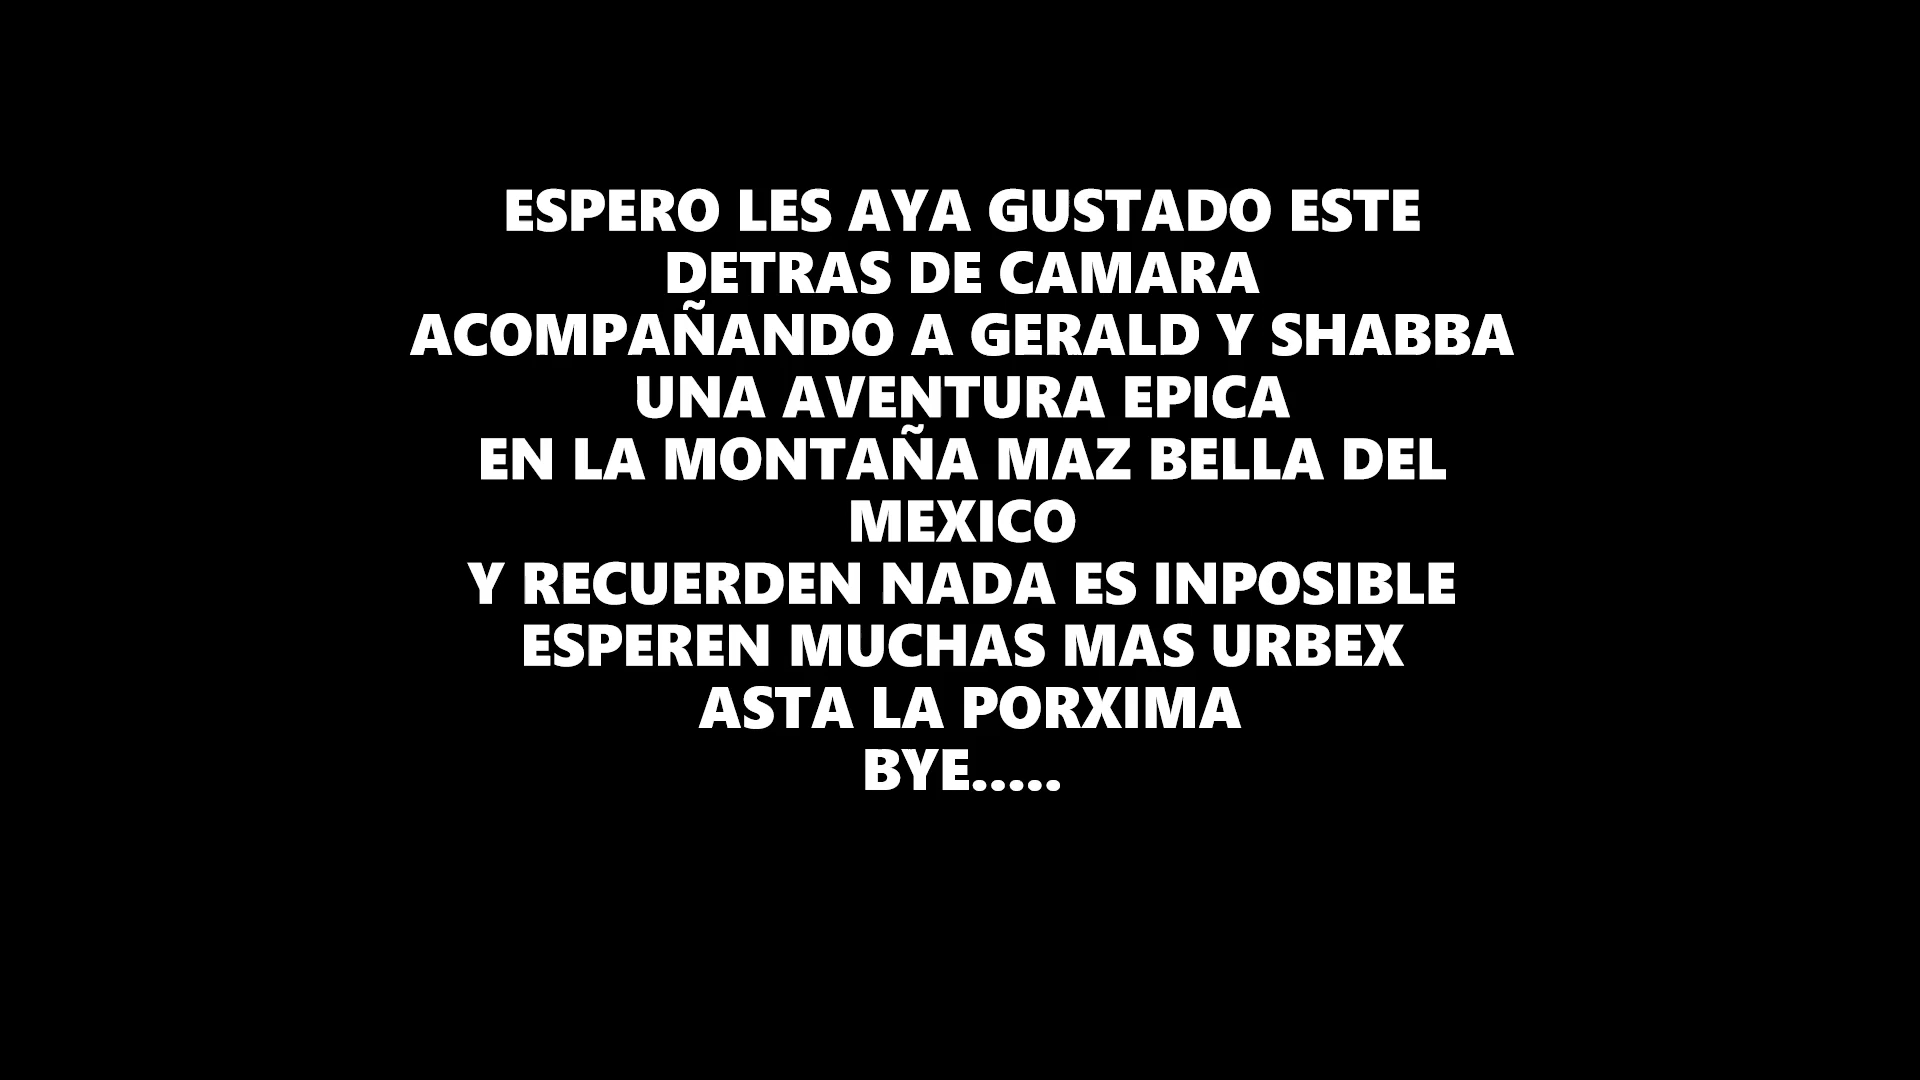 ESPERO LES AYA GUSTADO ESTE
DETRAS DE CAMARA
ACOMPAÑANDO A GERALD Y SHABBA
UNA AVENTURA EPICA
EN LA MONTAÑA MAZ BELLA DEL
MEXICO
Y RECUERDEN NADA ES INPOSIBLE
ESPEREN MUCHAS MAS URBEX
ASTA LA PORXIMA
BYE.....